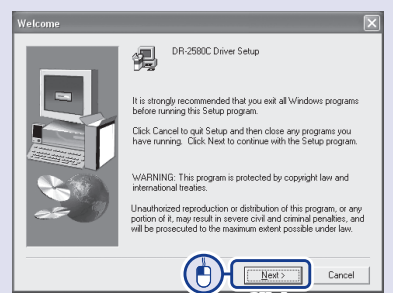 Welcome
DR-2580C Driver Setup
It is strongly recommended that you exit all Windows programs
before running this Setup program.
Click Cancel to quit Setup and then close any programs you
have running. Click Next to continue with the Setup program.
WARNING: This program is protected by copyright law and
international treaties.
Unauthorized reproduction or distribution of this program, or any
portion of it, may result in severe civil and criminal penalties, and
will be prosecuted to the maximum extent possible under law.
Next > Cancel